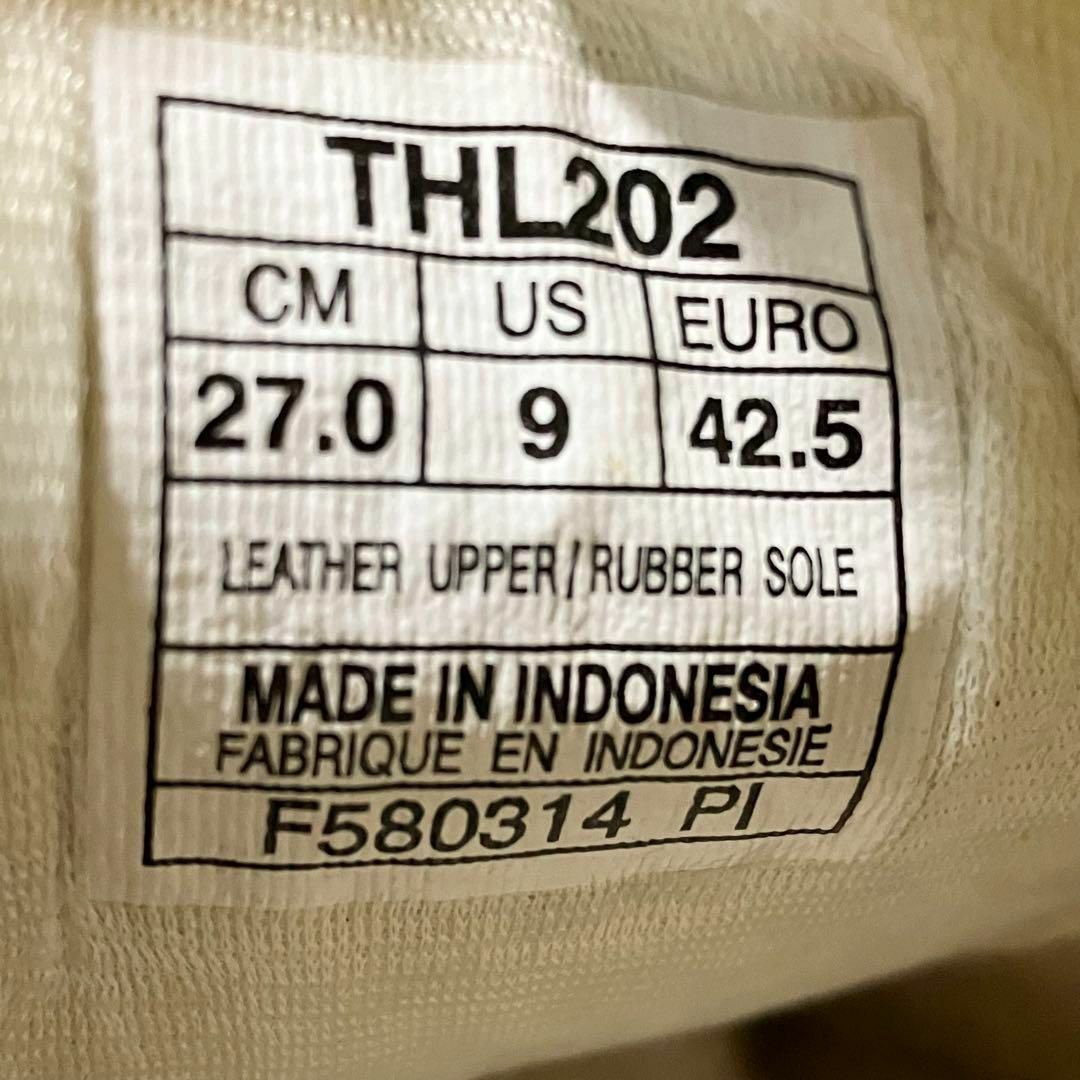 THL202
CM US EURO
27.0 9 42.5
LEATHER UPPER/RUBBER SOLE
MADE IN INDONESIA
FABRIQUE EN INDONESIE
F580314 PI